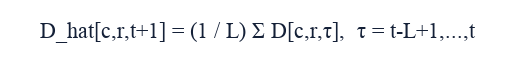 D_hat[c,r,t+1] = (1 / L) Σ D[c,r,τ], τ = t-L+1,...,t